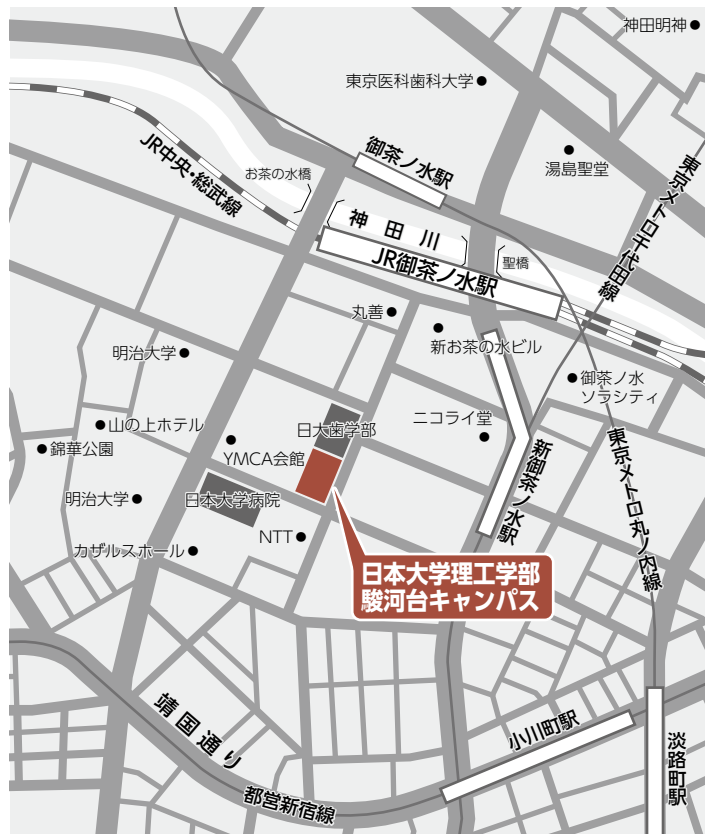 神田明神
東京医科歯科大学
湯島聖堂
御茶ノ水駅
お茶の水橋
JR中央・総武線
神田川
聖橋
JR御茶ノ水駅
東京メトロ千代田線
丸善
新お茶の水ビル
明治大学
御茶ノ水
ソラシティ
山の上ホテル
日大歯学部
ニコライ堂
錦華公園
YMCA会館
新御茶ノ水駅
東京メトロ丸ノ内線
明治大学
日本大学病院
NTT
カザルスホール
日本大学理工学部
駿河台キャンパス
靖国通り
小川町駅
淡路町駅
都営新宿線